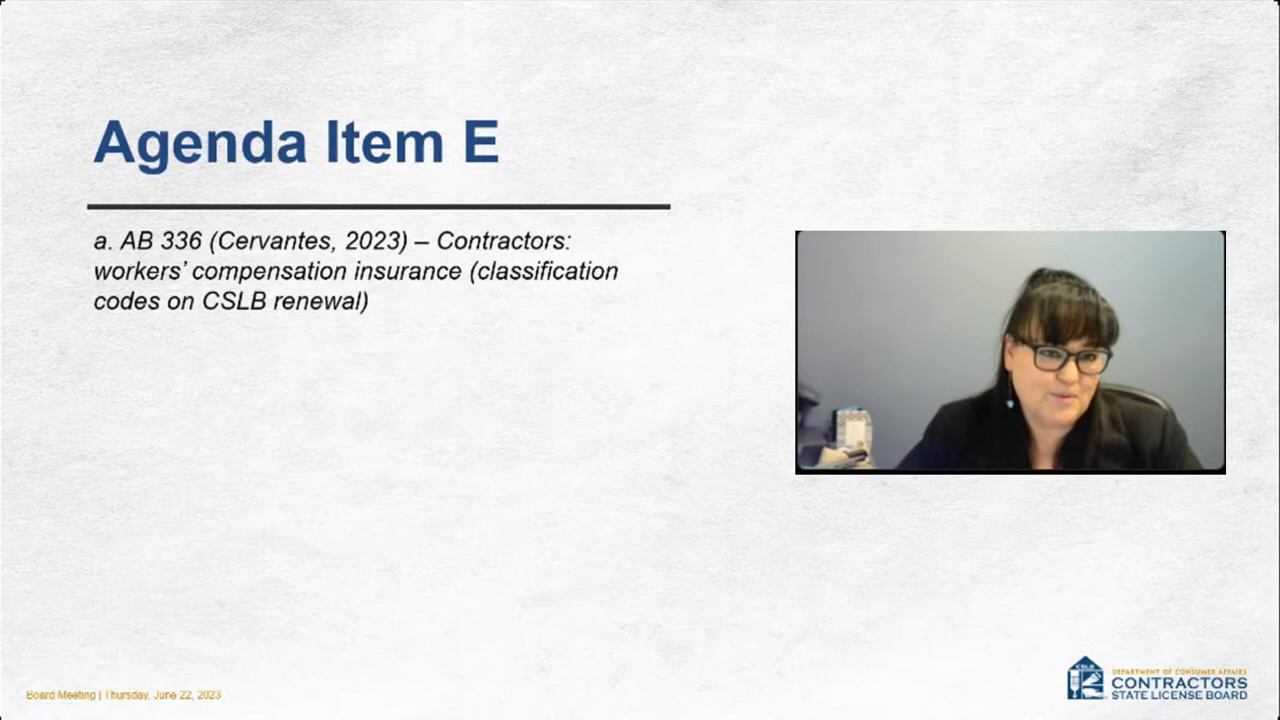 Agenda Item E
a. AB 336 (Cervantes, 2023) – Contractors:
workers’ compensation insurance (classification
codes on CSLB renewal)
Board Meeting | Thursday, June 22, 2023
CSLB
DEPARTMENT OF CONSUMER AFFAIRS
CONTRACTORS
STATE LICENSE BOARD